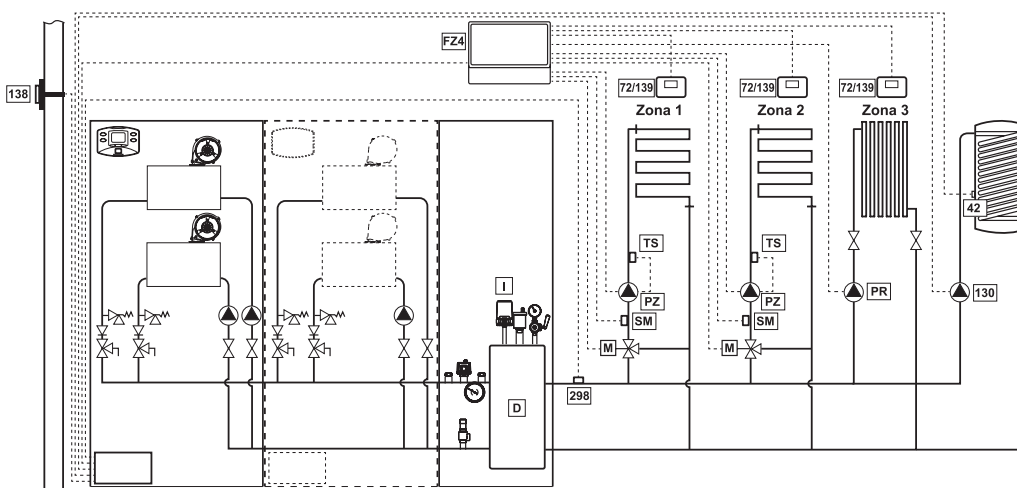 FZ4
138
72/139
72/139
72/139
Zona 1
Zona 2
Zona 3
42
TS
TS
I
PZ
PZ
PR
130
SM
SM
M
M
298
D